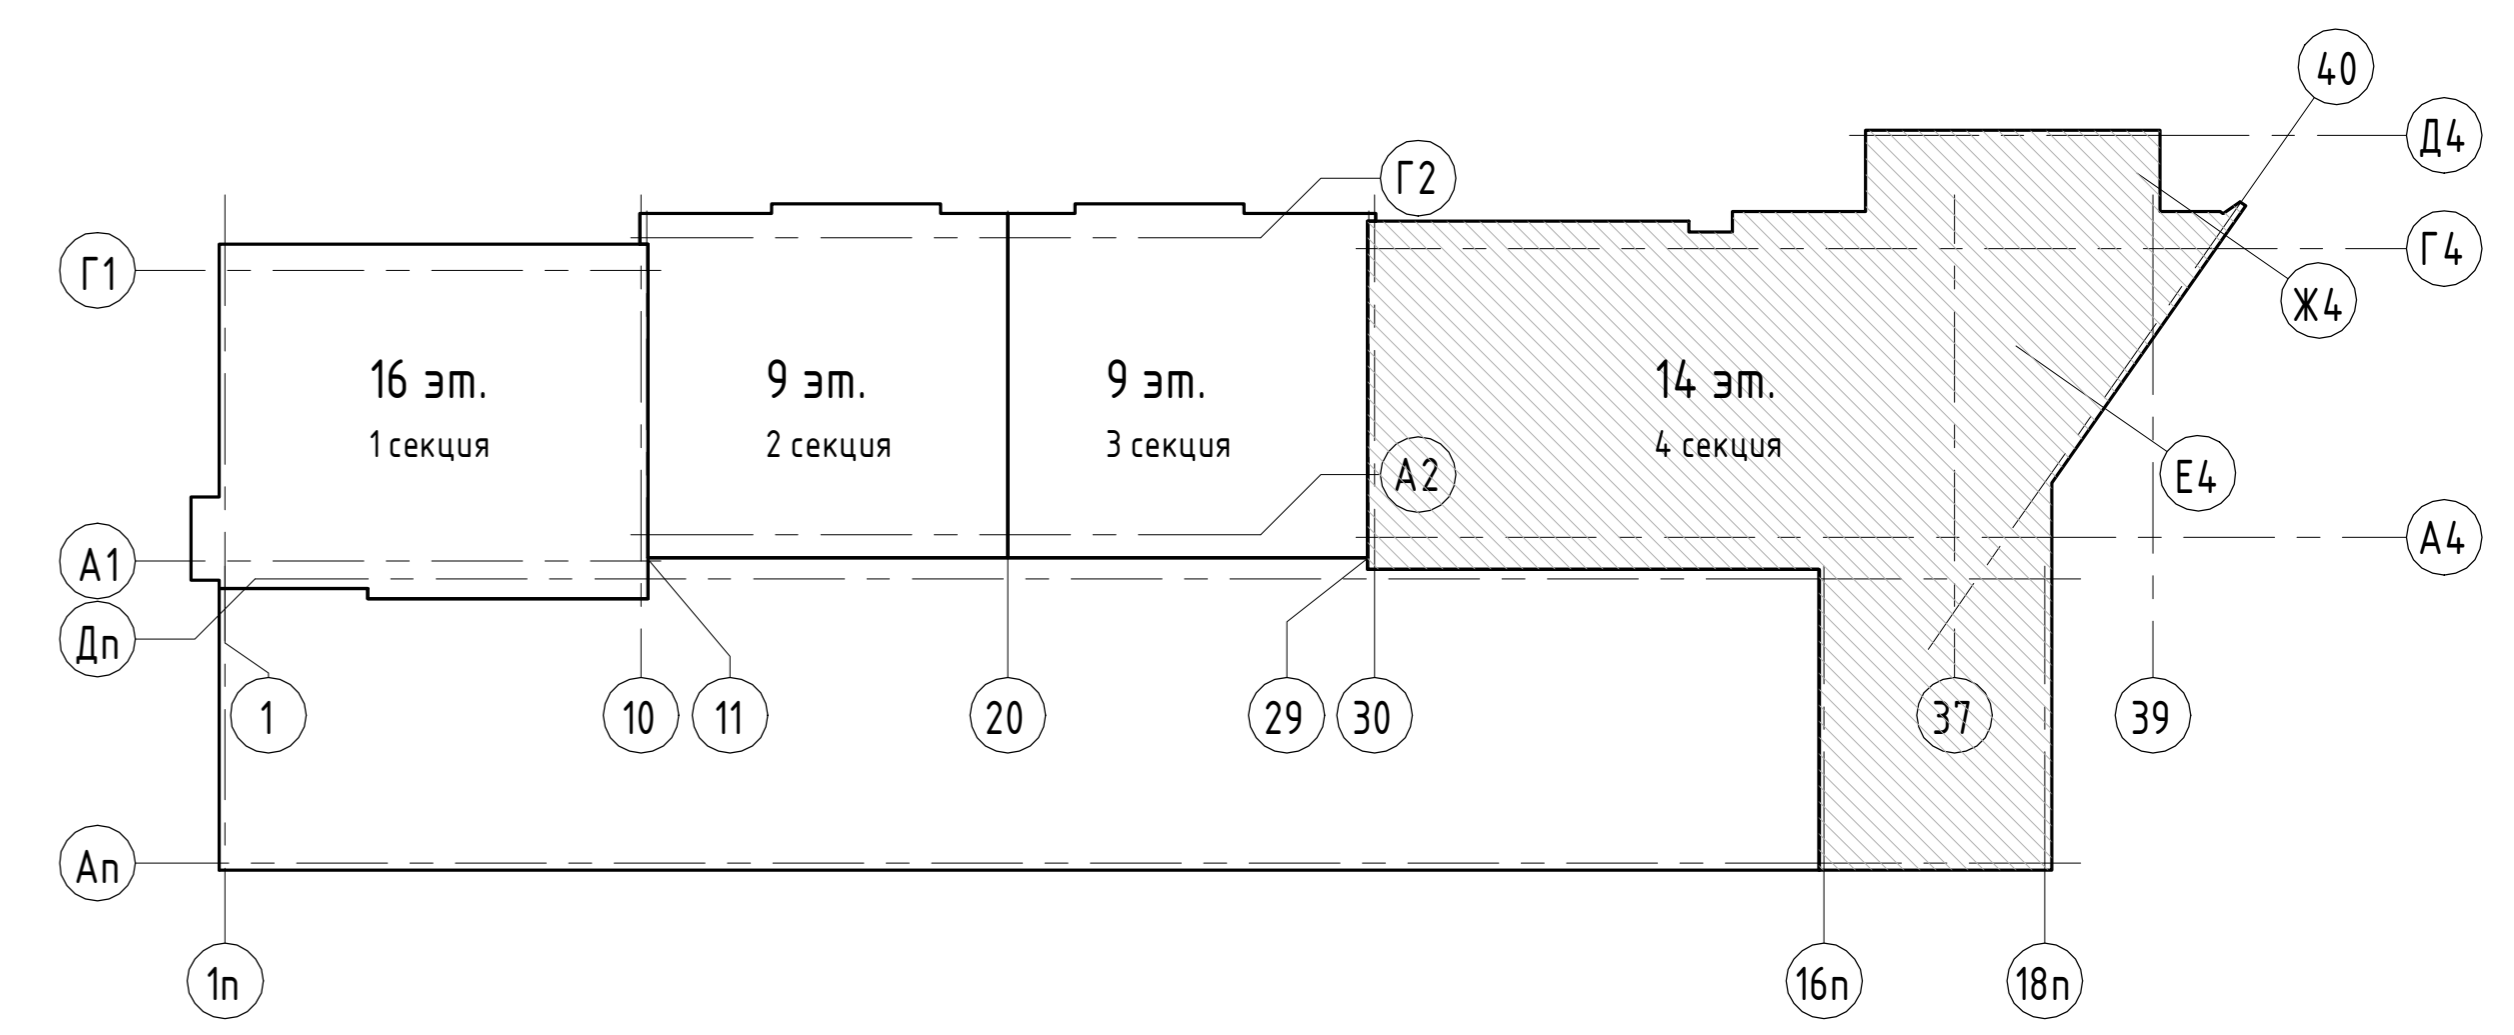 40
Д4
Г2
Г4
Г1
Ж4
16 эт.
9 эт.
9 эт.
14 эт.
1 секция
2 секция
3 секция
4 секция
А2
Е4
А1
А4
Дп
1
10
11
20
29
30
37
39
Ап
1п
16п
18п